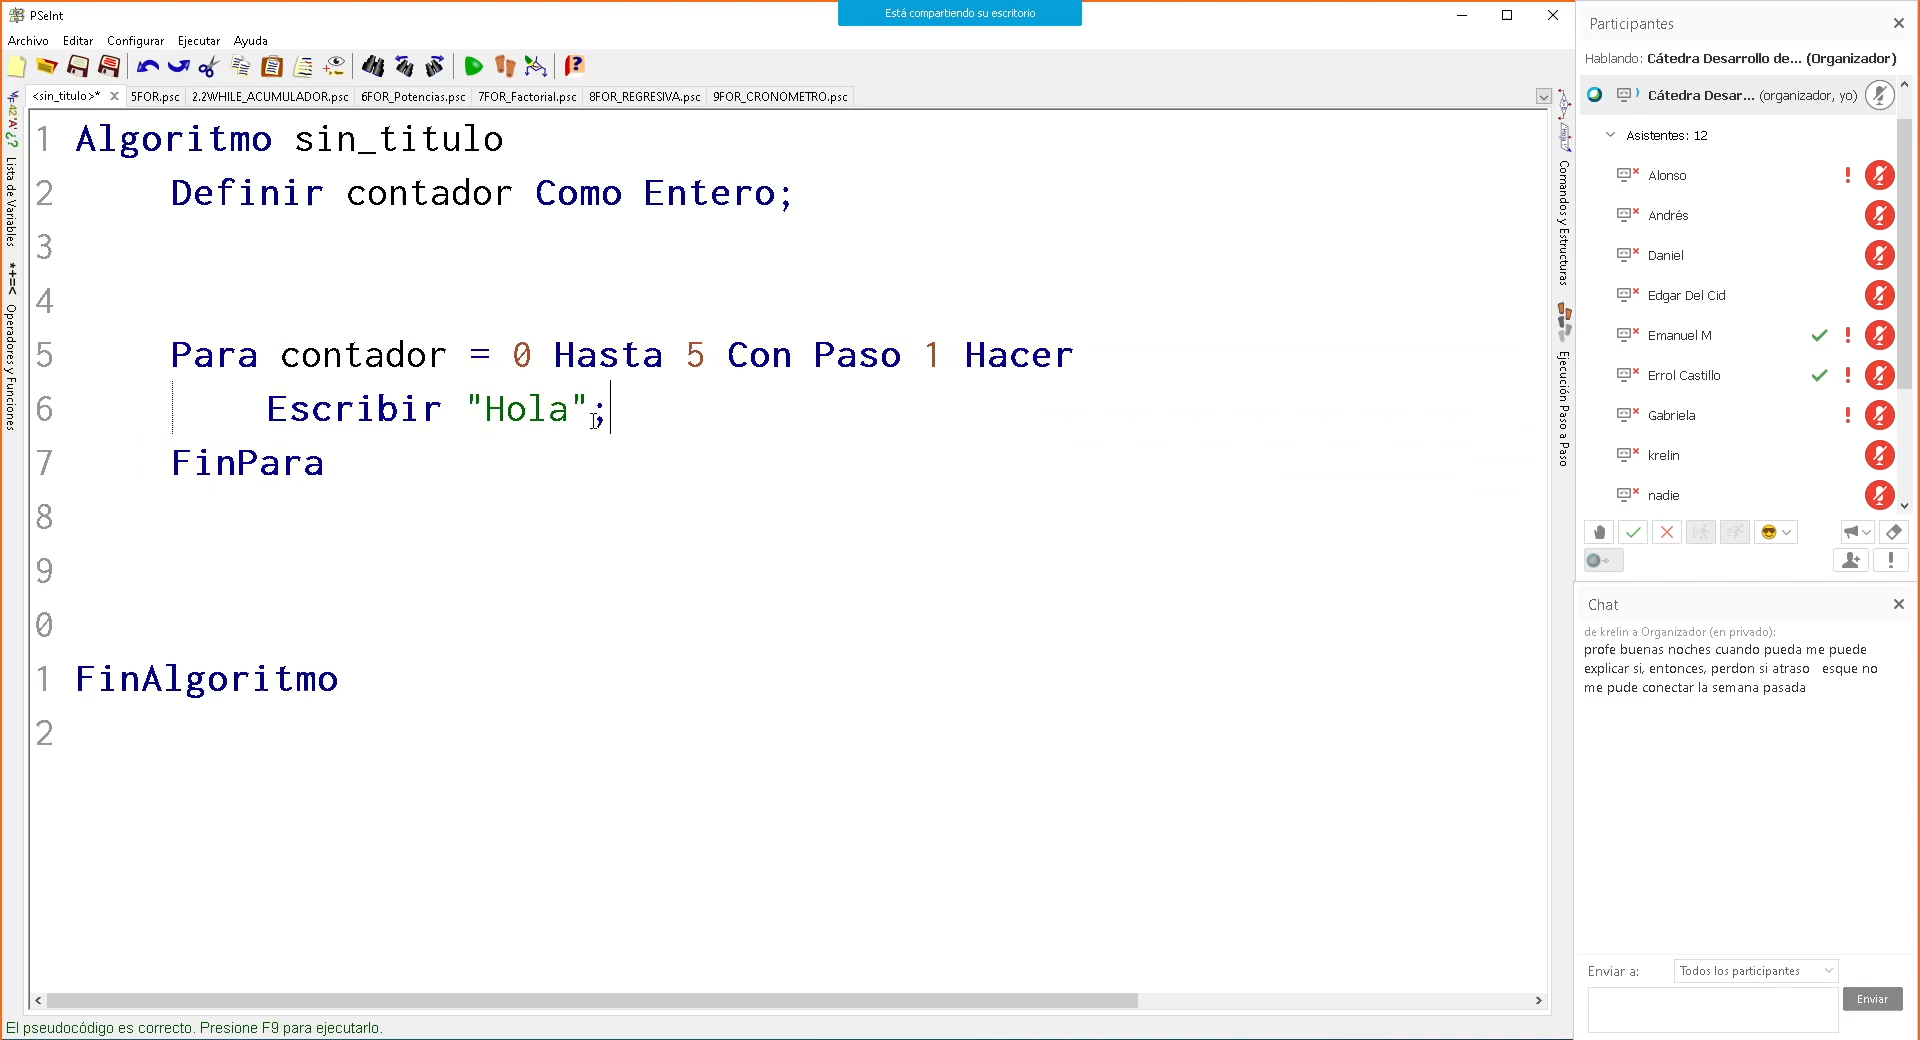 PSeInt
Está compartiendo su escritorio
Archivo Editar Configurar Ejecutar Ayuda
<sin_titulo>* 5FOR.psc 2.2WHILE_ACUMULADOR.psc 6FOR_Potencias.psc 7FOR_Factorial.psc 8FOR_REGRESIVA.psc 9FOR_CRONOMETRO.psc
Lista de Variables
*+=< Operadores y Funciones
1 Algoritmo sin_titulo
2 Definir contador Como Entero;
3
4
5 Para contador = 0 Hasta 5 Con Paso 1 Hacer
6 Escribir "Hola";
7 FinPara
8
9
0
1 FinAlgoritmo
2
El pseudocódigo es correcto. Presione F9 para ejecutarlo.
Comandos y Estructuras
Ejecución Paso a Paso
Participantes
Hablando: Cátedra Desarrollo de... (Organizador)
Cátedra Desar... (organizador, yo)
Asistentes: 12
Alonso
Andrés
Daniel
Edgar Del Cid
Emanuel M
Errol Castillo
Gabriela
krelin
nadie
Chat
de krelin a Organizador (en privado):
profe buenas noches cuando pueda me puede
explicar si, entonces, perdon si atraso esque no
me pude conectar la semana pasada
Enviar a: Todos los participantes
Enviar